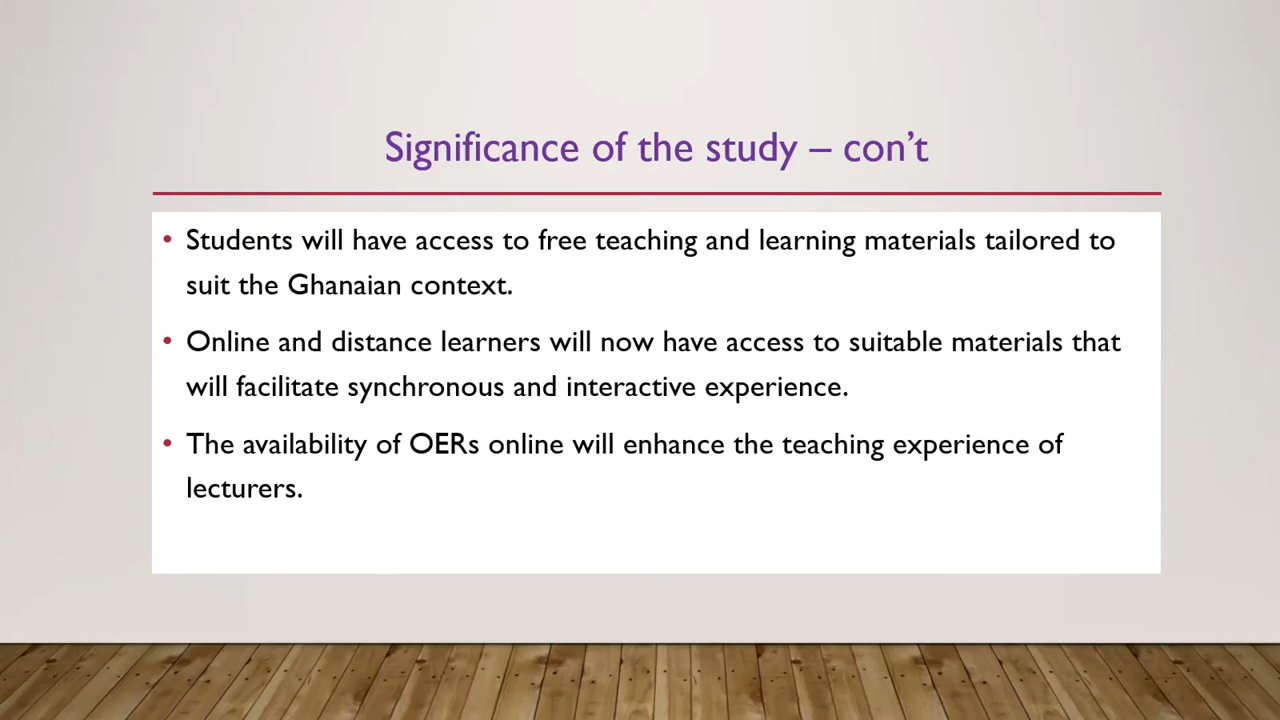 Significance of the study – con’t
• Students will have access to free teaching and learning materials tailored to
suit the Ghanaian context.
• Online and distance learners will now have access to suitable materials that
will facilitate synchronous and interactive experience.
• The availability of OERs online will enhance the teaching experience of
lecturers.